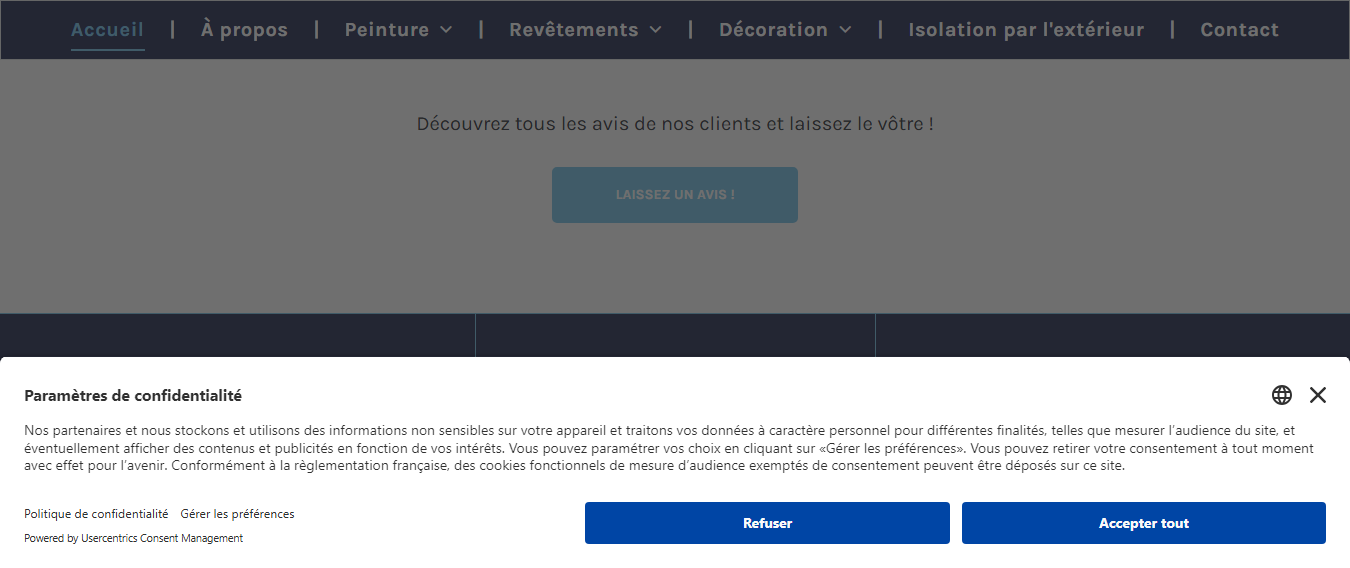 Accueil | À propos | Peinture | Revêtements | Décoration | Isolation par l'extérieur | Contact
Découvrez tous les avis de nos clients et laissez le vôtre !
LAISSEZ UN AVIS !
Paramètres de confidentialité
Nos partenaires et nous stockons et utilisons des informations non sensibles sur votre appareil et traitons vos données à caractère personnel pour différentes finalités, telles que mesurer l’audience du site, et
éventuellement afficher des contenus et publicités en fonction de vos intérêts. Vous pouvez paramétrer vos choix en cliquant sur «Gérer les préférences». Vous pouvez retirer votre consentement à tout moment
avec effet pour l’avenir. Conformément à la règlementation française, des cookies fonctionnels de mesure d’audience exemptés de consentement peuvent être déposés sur ce site.
Politique de confidentialité Gérer les préférences
Powered by Usercentrics Consent Management
Refuser
Accepter tout